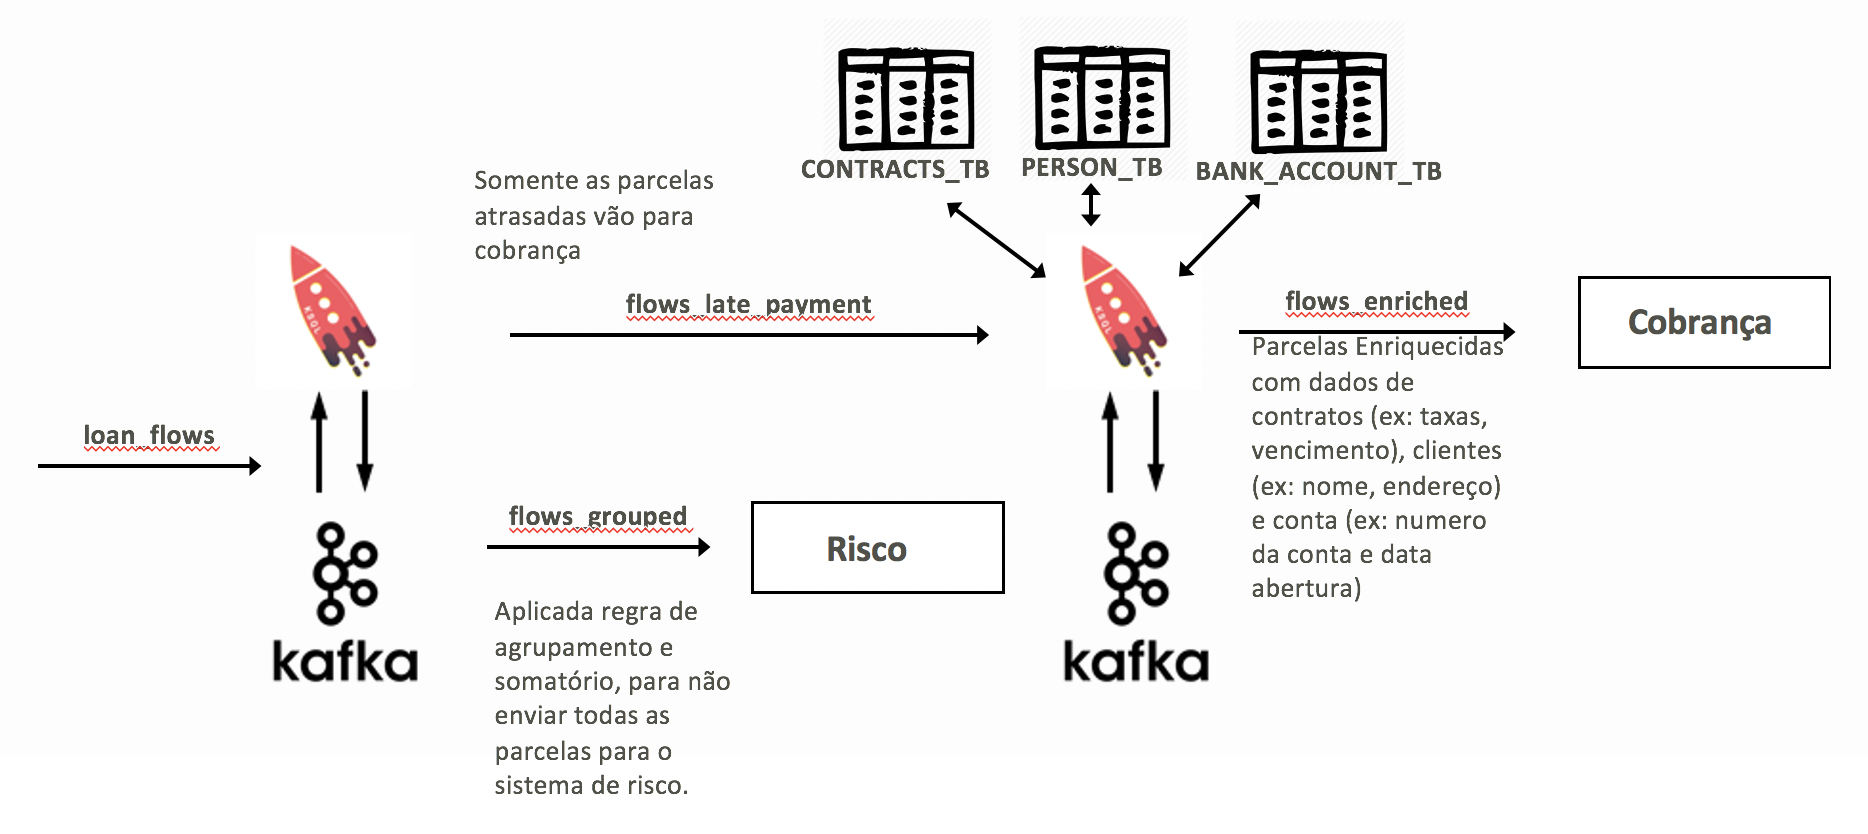 CONTRACTS_TB
PERSON_TB
BANK_ACCOUNT_TB
Somente as parcelas
atrasadas vão para
cobrança
KSQL
flows_late_payment
KSQL
flows_enriched
Cobrança
Parcelas Enriquecidas
com dados de
contratos (ex: taxas,
vencimento), clientes
(ex: nome, endereço)
e conta (ex: numero
da conta e data
abertura)
loan_flows
flows_grouped
Risco
kafka
kafka
Aplicada regra de
agrupamento e
somatório, para não
enviar todas as
parcelas para o
sistema de risco.